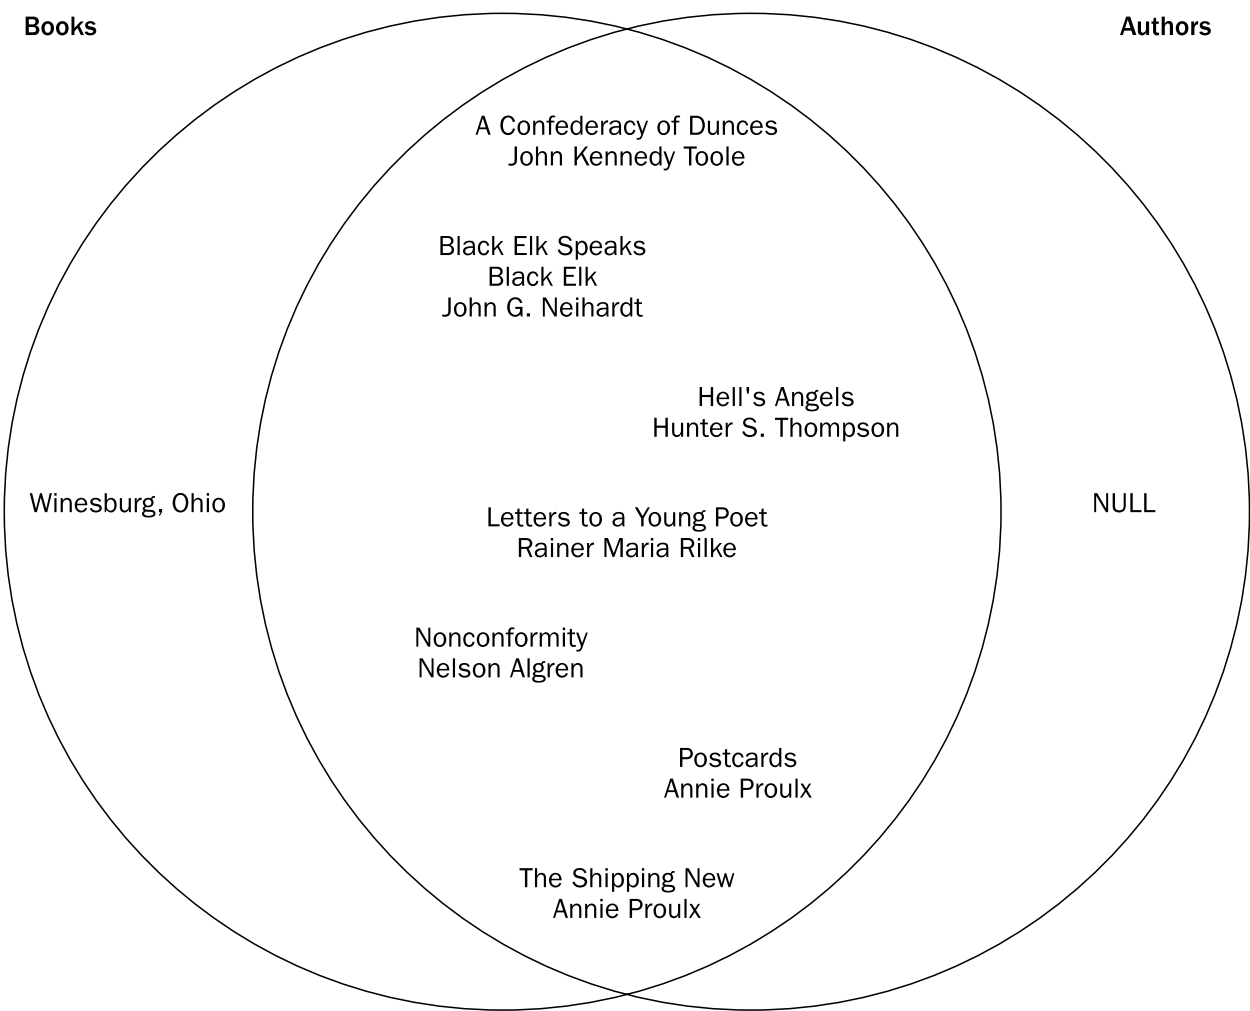 Books
Authors
A Confederacy of Dunces
John Kennedy Toole
Black Elk Speaks
Black Elk
John G. Neihardt
Hell's Angels
Hunter S. Thompson
Winesburg, Ohio
NULL
Letters to a Young Poet
Rainer Maria Rilke
Nonconformity
Nelson Algren
Postcards
Annie Proulx
The Shipping New
Annie Proulx